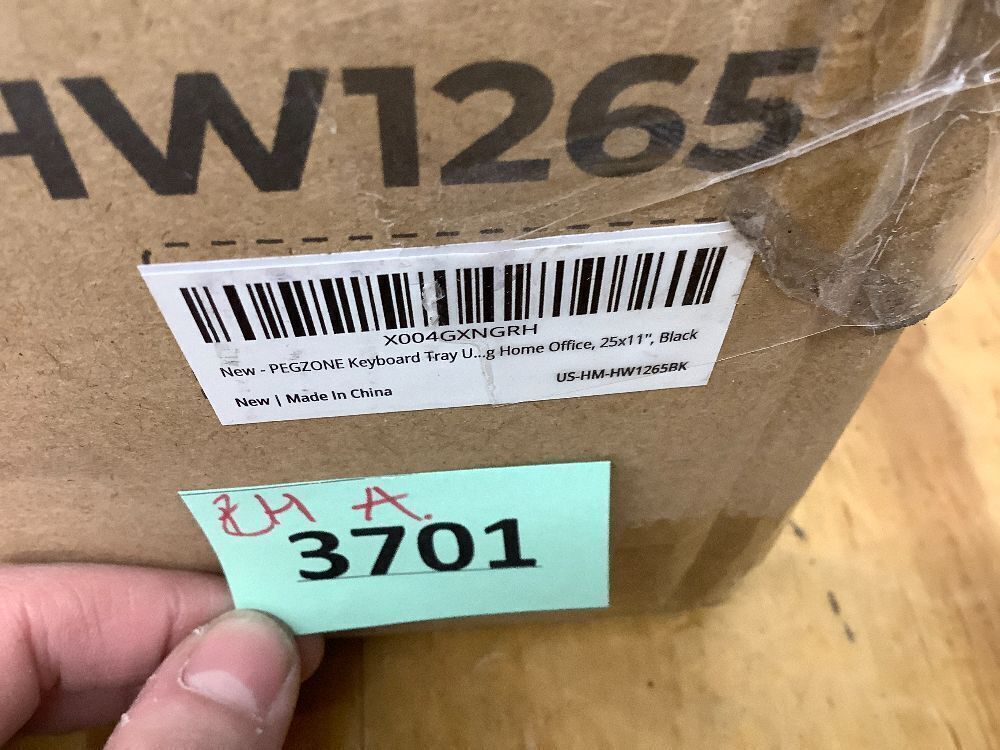 HW1265
X004GXNGRH
New - PEGZONE Keyboard Tray U...g Home Office, 25x11", Black
US-HM-HW1265BK
New | Made In China
A.
3701